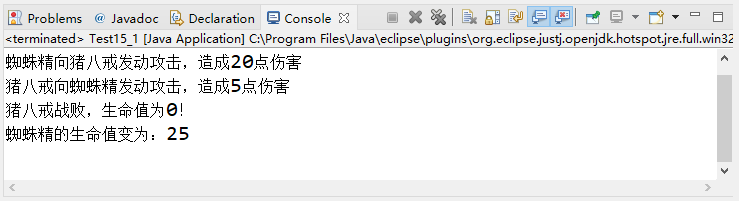 Problems @ Javadoc Declaration Console
<terminated> Test15_1 [Java Application] C:\Program Files\Java\eclipse\plugins\org.eclipse.justj.openjdk.hotspot.jre.full.win32
蜘蛛精向猪八戒发动攻击，造成20点伤害
猪八戒向蜘蛛精发动攻击，造成5点伤害
猪八戒战败，生命值为0!
蜘蛛精的生命值变为：25